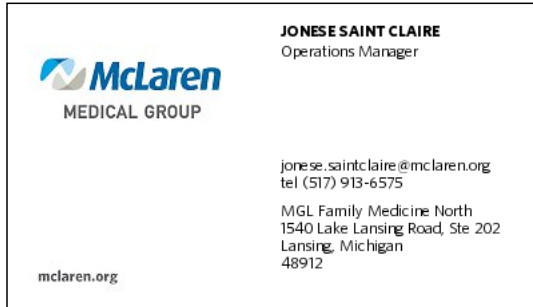 JONESE SAINT CLAIRE
Operations Manager
McLaren
MEDICAL GROUP
jonese.saintclaire@mclaren.org
tel (517) 913-6575
MGL Family Medicine North
1540 Lake Lansing Road, Ste 202
Lansing, Michigan
48912
mclaren.org